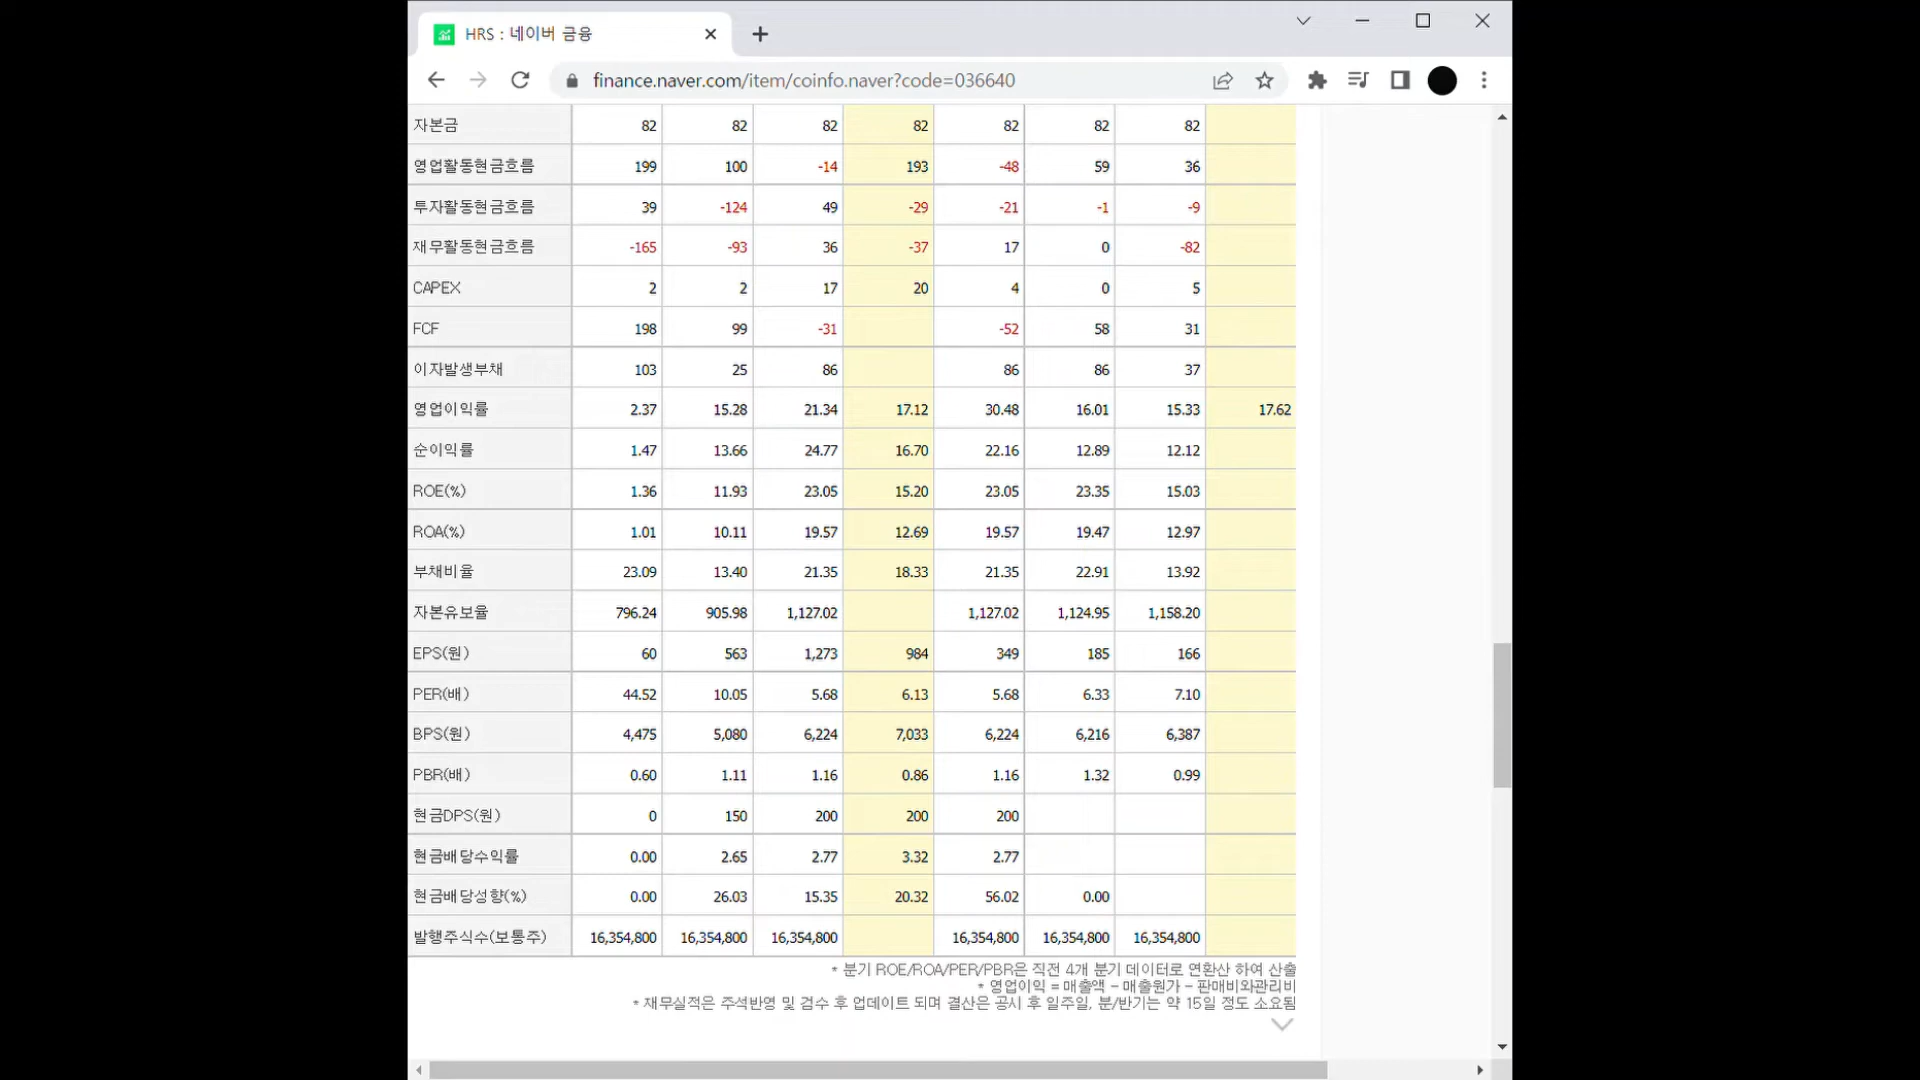 HRS : 네이버 금융
finance.naver.com/item/coinfo.naver?code=036640
자본금 82 82 82 82 82 82 82
영업활동현금흐름 199 100 -14 193 -48 59 36
투자활동현금흐름 39 -124 49 -29 -21 -1 -9
재무활동현금흐름 -165 -93 36 -37 17 0 -82
CAPEX 2 2 17 20 4 0 5
FCF 198 99 -31 -52 58 31
이자발생부채 103 25 86 86 86 37
영업이익률 2.37 15.28 21.34 17.12 30.48 16.01 15.33 17.62
순이익률 1.47 13.66 24.77 16.70 22.16 12.89 12.12
ROE(%) 1.36 11.93 23.05 15.20 23.05 23.35 15.03
ROA(%) 1.01 10.11 19.57 12.69 19.57 19.47 12.97
부채비율 23.09 13.40 21.35 18.33 21.35 22.91 13.92
자본유보율 796.24 905.98 1,127.02 1,127.02 1,124.95 1,158.20
EPS(원) 60 563 1,273 984 349 185 166
PER(배) 44.52 10.05 5.68 6.13 5.68 6.33 7.10
BPS(원) 4,475 5,080 6,224 7,033 6,224 6,216 6,387
PBR(배) 0.60 1.11 1.16 0.86 1.16 1.32 0.99
현금DPS(원) 0 150 200 200 200
현금배당수익률 0.00 2.65 2.77 3.32 2.77
현금배당성향(%) 0.00 26.03 15.35 20.32 56.02 0.00
발행주식수(보통주) 16,354,800 16,354,800 16,354,800 16,354,800 16,354,800 16,354,800
* 분기 ROE/ROA/PER/PBR은 직전 4개 분기 데이터로 연환산 하여 산출
* 영업이익 = 매출액 - 매출원가 - 판매비와관리비
* 재무실적은 주석반영 및 검수 후 업데이트 되며 결산은 공시 후 일주일, 분/반기는 약 15일 정도 소요됨